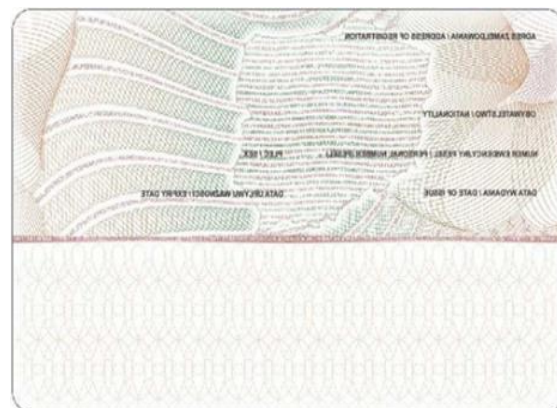 ADRES ZAMELDOWANIA / ADDRESS OF REGISTRATION
OBYWATELSTWO / NATIONALITY
NUMER EWIDENCYJNY PESEL / PERSONAL NUMBER (PESEL) PŁEĆ / SEX
DATA WYDANIA / DATE OF ISSUE DATA UPŁYWU WAŻNOŚCI / EXPIRY DATE